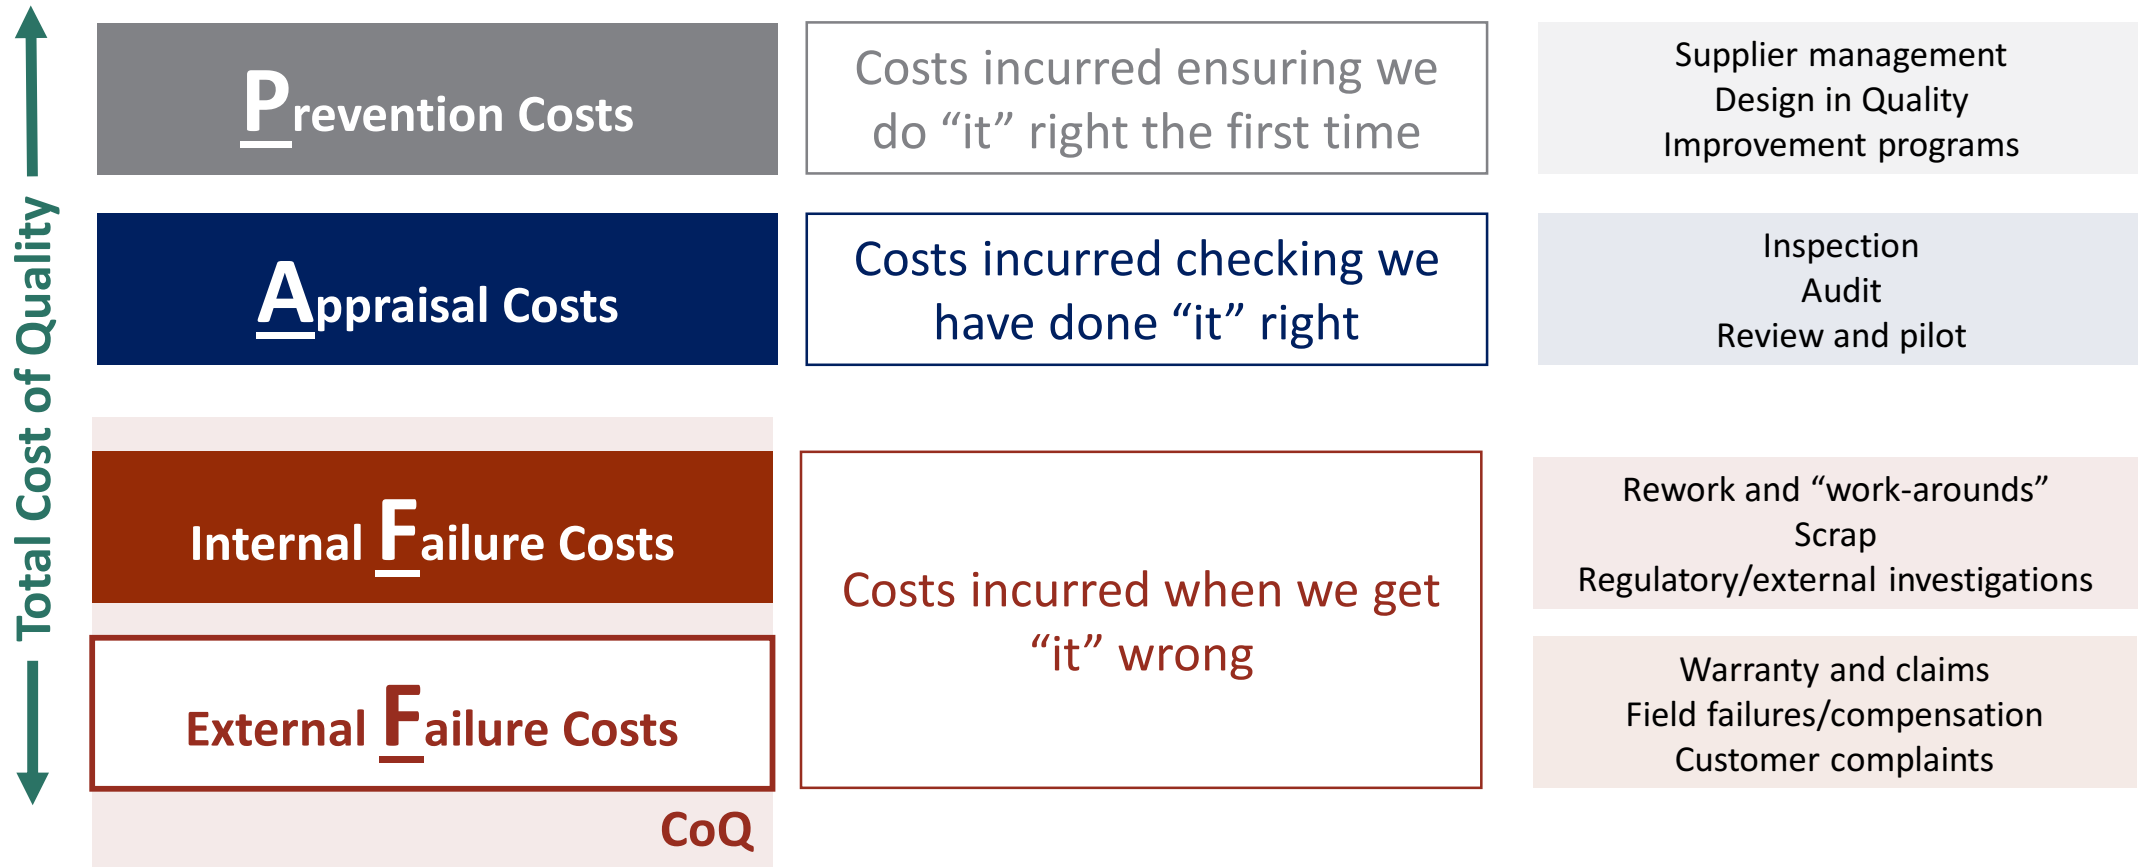 Total Cost of Quality
Prevention Costs
Costs incurred ensuring we
do “it” right the first time
Supplier management
Design in Quality
Improvement programs
Appraisal Costs
Costs incurred checking we
have done “it” right
Inspection
Audit
Review and pilot
Internal Failure Costs
External Failure Costs
CoQ
Costs incurred when we get
“it” wrong
Rework and “work-arounds”
Scrap
Regulatory/external investigations
Warranty and claims
Field failures/compensation
Customer complaints